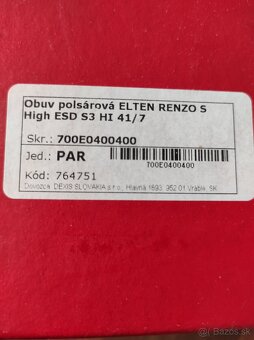 Obuv polsárová ELTEN RENZO S
High ESD S3 HI 41/7
Skr.: 700E0400400
Jed.: PAR
700E0400400
Kód: 764751
Dovozca: DEXIS SLOVAKIA s.r.o., Hlavná 1893, 952 01 Vráble, SK
bazos.sk